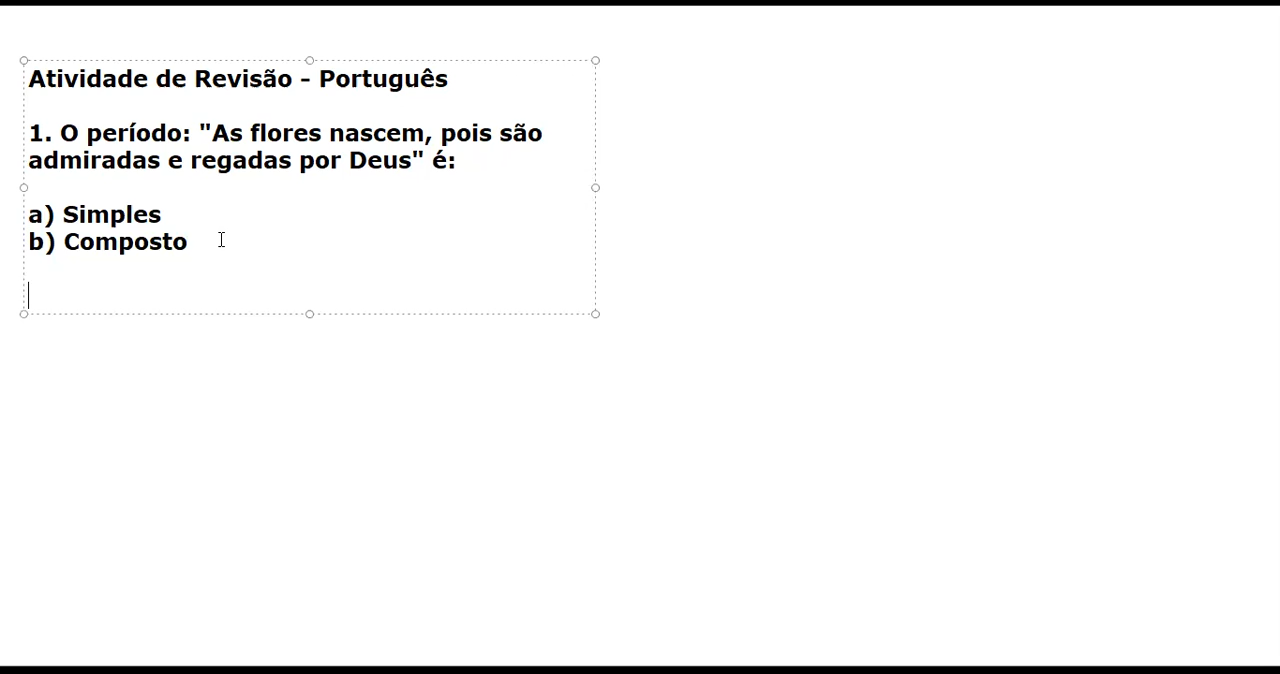 Atividade de Revisão - Português
1. O período: "As flores nascem, pois são
admiradas e regadas por Deus" é:
a) Simples
b) Composto